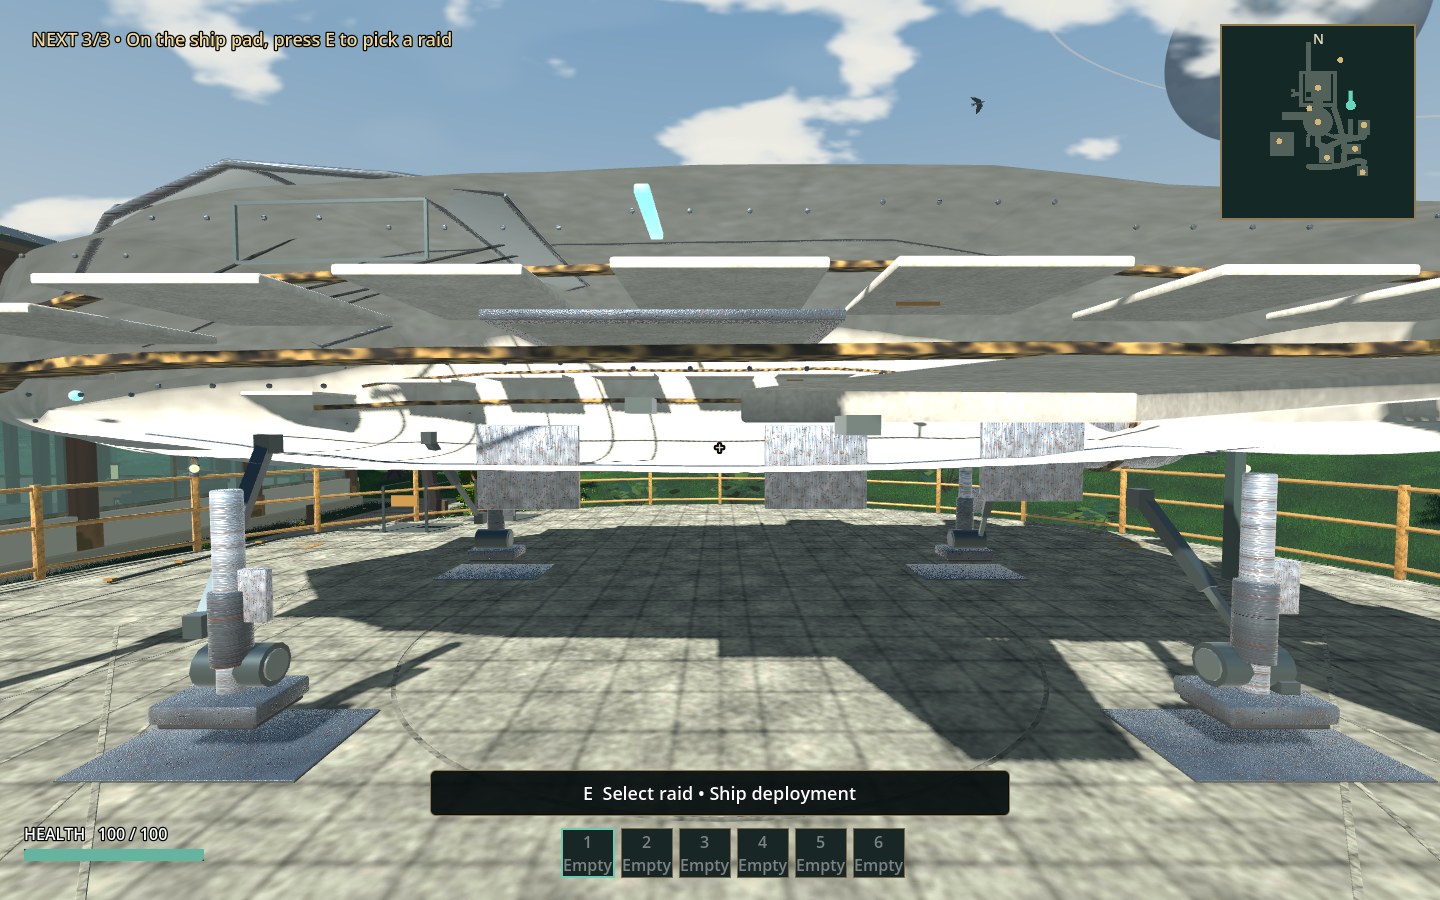 NEXT 3/3 • On the ship pad, press E to pick a raid
N
E Select raid • Ship deployment
HEALTH 100 / 100
1 2 3 4 5 6
Empty Empty Empty Empty Empty Empty